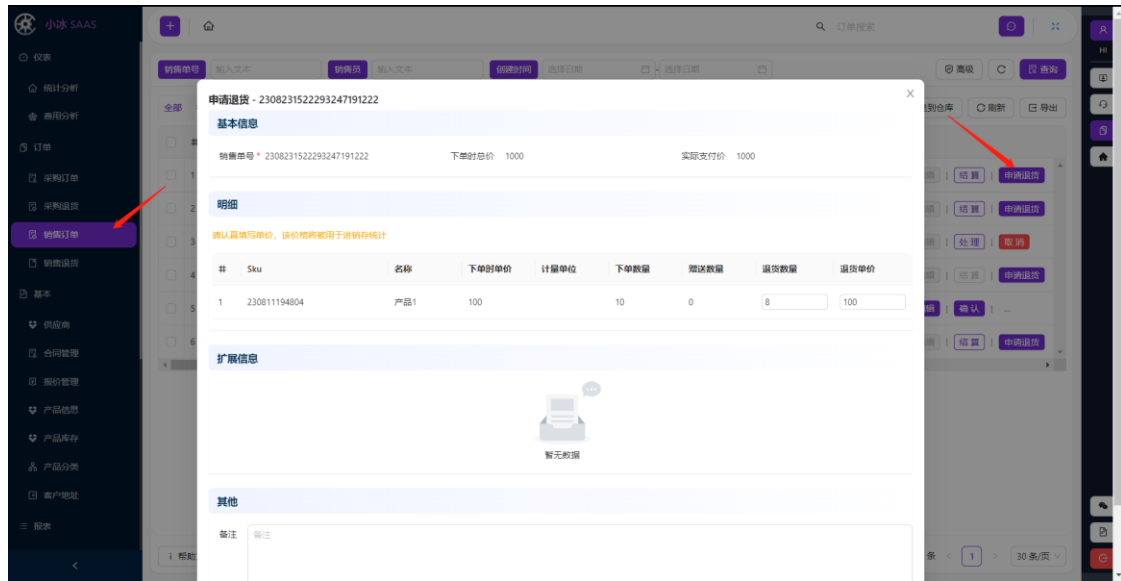 小冰 SAAS
订单搜索
HI
仪表
统计分析
商用分析
订单
采购订单
采购退货
销售订单
销售退货
基本
供应商
合同管理
报价管理
产品信息
产品库存
产品分类
客户地址
报表
销售单号 输入文本 销售员 输入文本 创建时间 选择日期 - 选择日期 高级 查询
全部 到仓库 刷新 导出
申请退货 - 2308231522293247191222
基本信息
销售单号 * 2308231522293247191222 下单时总价 1000 实际支付价 1000
明细
请认真填写单价，该价格将被用于进销存统计
# Sku 名称 下单时单价 计量单位 下单数量 赠送数量 退货数量 退货单价
1 230811194804 产品1 100 10 0 8 100
扩展信息
暂无数据
其他
备注 备注
#
1 结算 | 申请退货
2 结算 | 申请退货
3 处理 | 取消
4 结算 | 申请退货
5 辑 | 确认 | ...
6 结算 | 申请退货
帮助 条 < 1 > 30 条/页